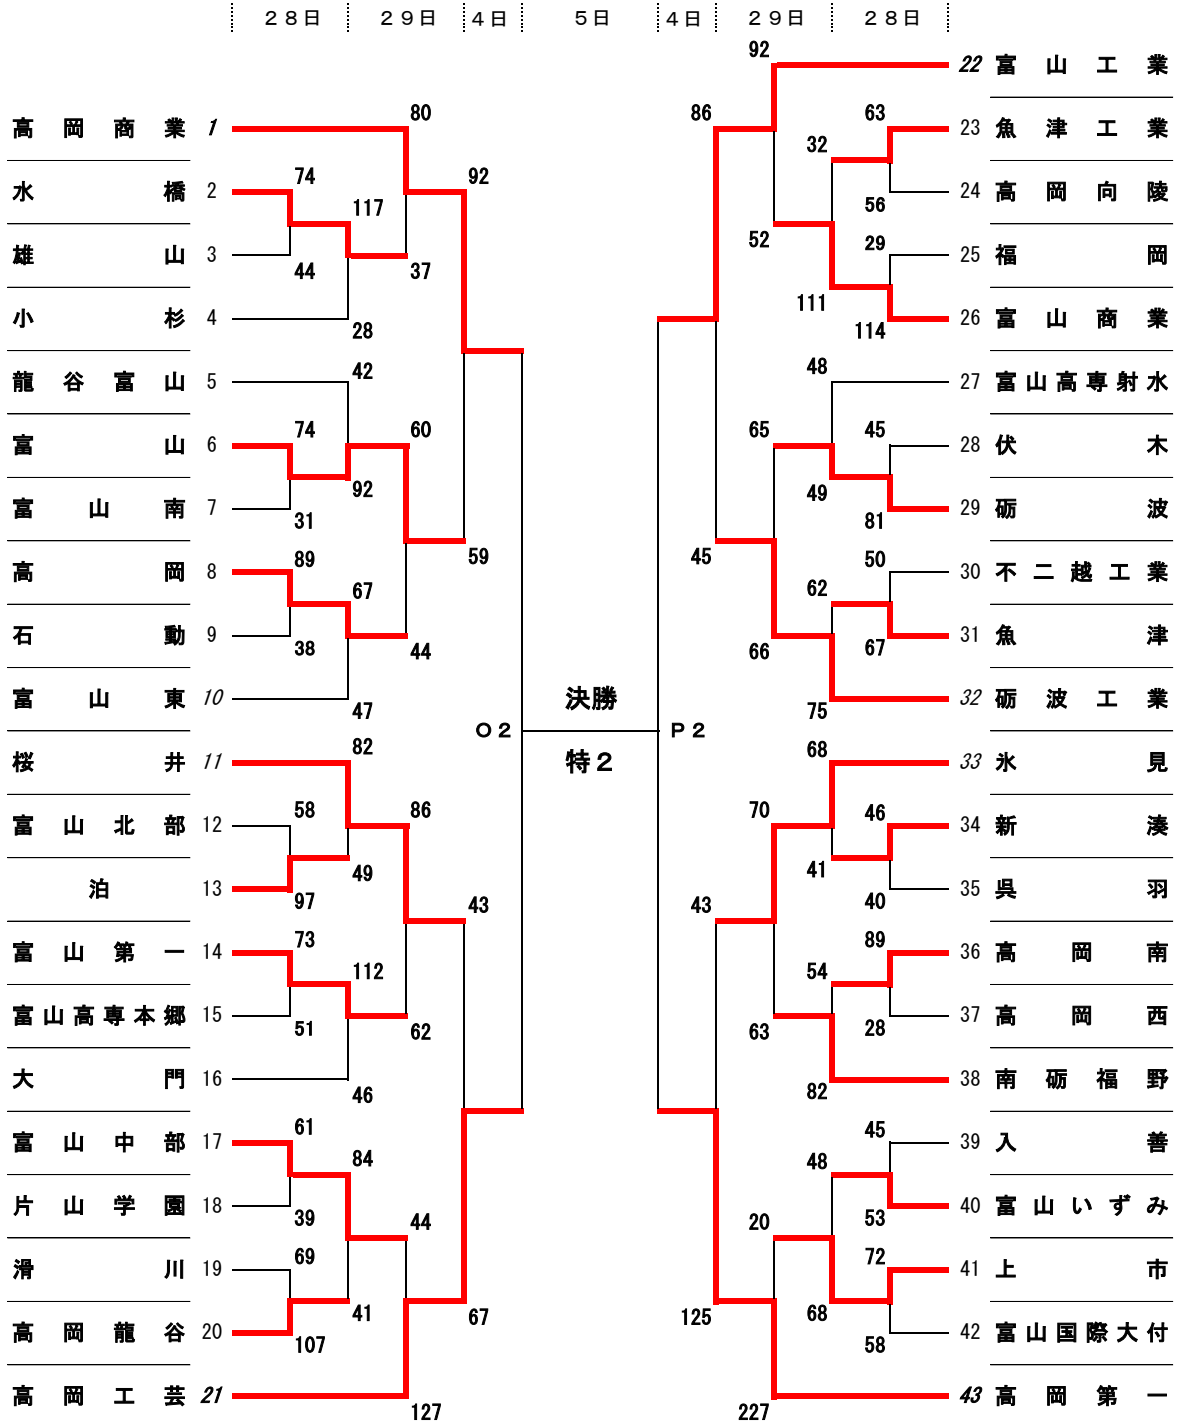 ２８日 ２９日 ４日 ５日 ４日 ２９日 ２８日
92
22 富山工業
80
63
高岡商業 1
86
23 魚津工業
32
74
92
水橋 2
24 高岡向陵
117
56
52
29
雄山 3
25 福岡
44
37
111
小杉 4
28
114
26 富山商業
42
48
龍谷富山 5
27 富山高専射水
74
60
65
45
富山 6
28 伏木
92
49
富山南 7
31
81
29 砺波
89
59
45
50
高岡 8
30 不二越工業
67
62
石動 9
38
44
66
67
31 魚津
富山東 10
47
決勝
75
32 砺波工業
Ｏ２
Ｐ２
82
特２
68
桜井 11
33 氷見
58
86
70
46
富山北部 12
34 新湊
49
41
泊 13
97
43
43
40
35 呉羽
73
89
富山第一 14
36 高岡南
112
54
富山高専本郷 15
51
62
63
28
37 高岡西
大門 16
46
82
38 南砺福野
61
45
富山中部 17
39 入善
84
48
片山学園 18
39
44
20
53
40 富山いずみ
69
72
滑川 19
41 上市
41
67
125
68
高岡龍谷 20
107
58
42 富山国際大付
高岡工芸 21
127
227
43 高岡第一